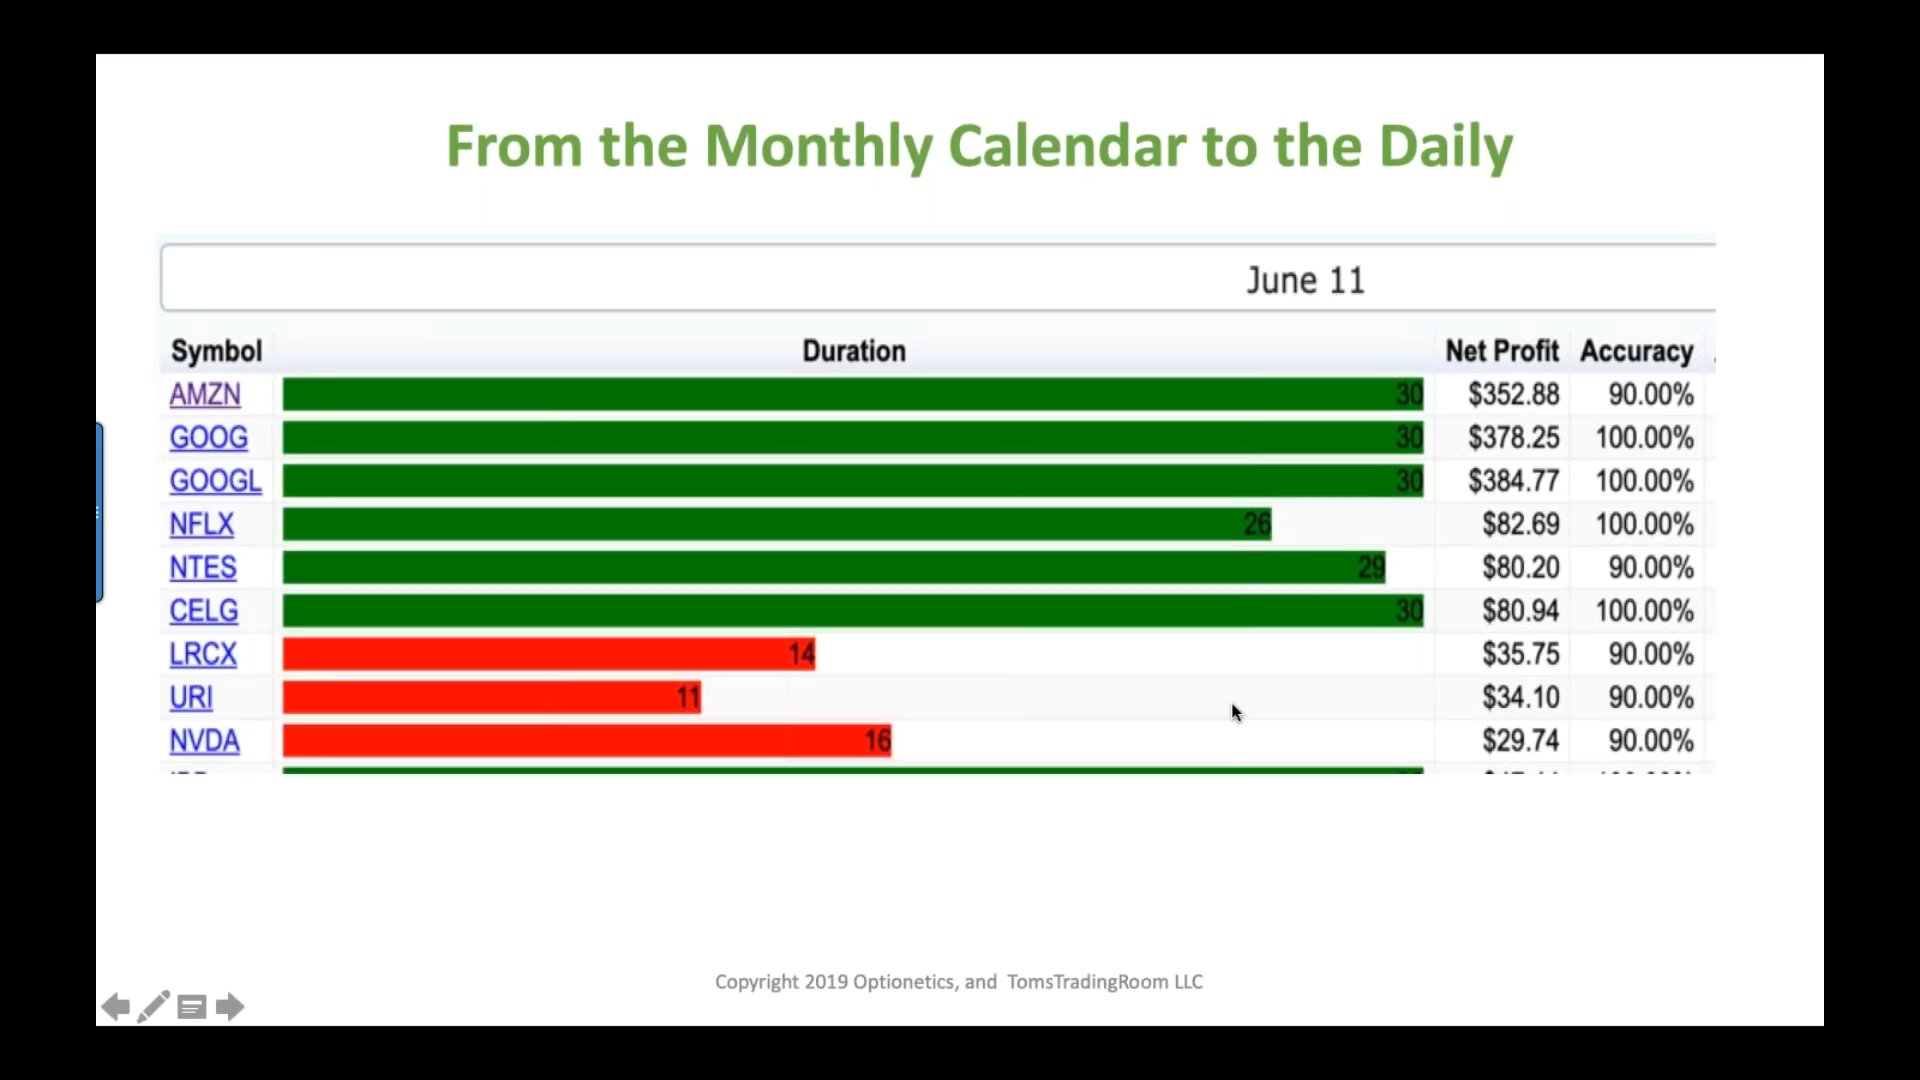 From the Monthly Calendar to the Daily
June 11
Symbol Duration Net Profit Accuracy
AMZN 30 $352.88 90.00%
GOOG 30 $378.25 100.00%
GOOGL 30 $384.77 100.00%
NFLX 26 $82.69 100.00%
NTES 29 $80.20 90.00%
CELG 30 $80.94 100.00%
LRCX 14 $35.75 90.00%
URI 11 $34.10 90.00%
NVDA 16 $29.74 90.00%
Copyright 2019 Optionetics, and TomsTradingRoom LLC